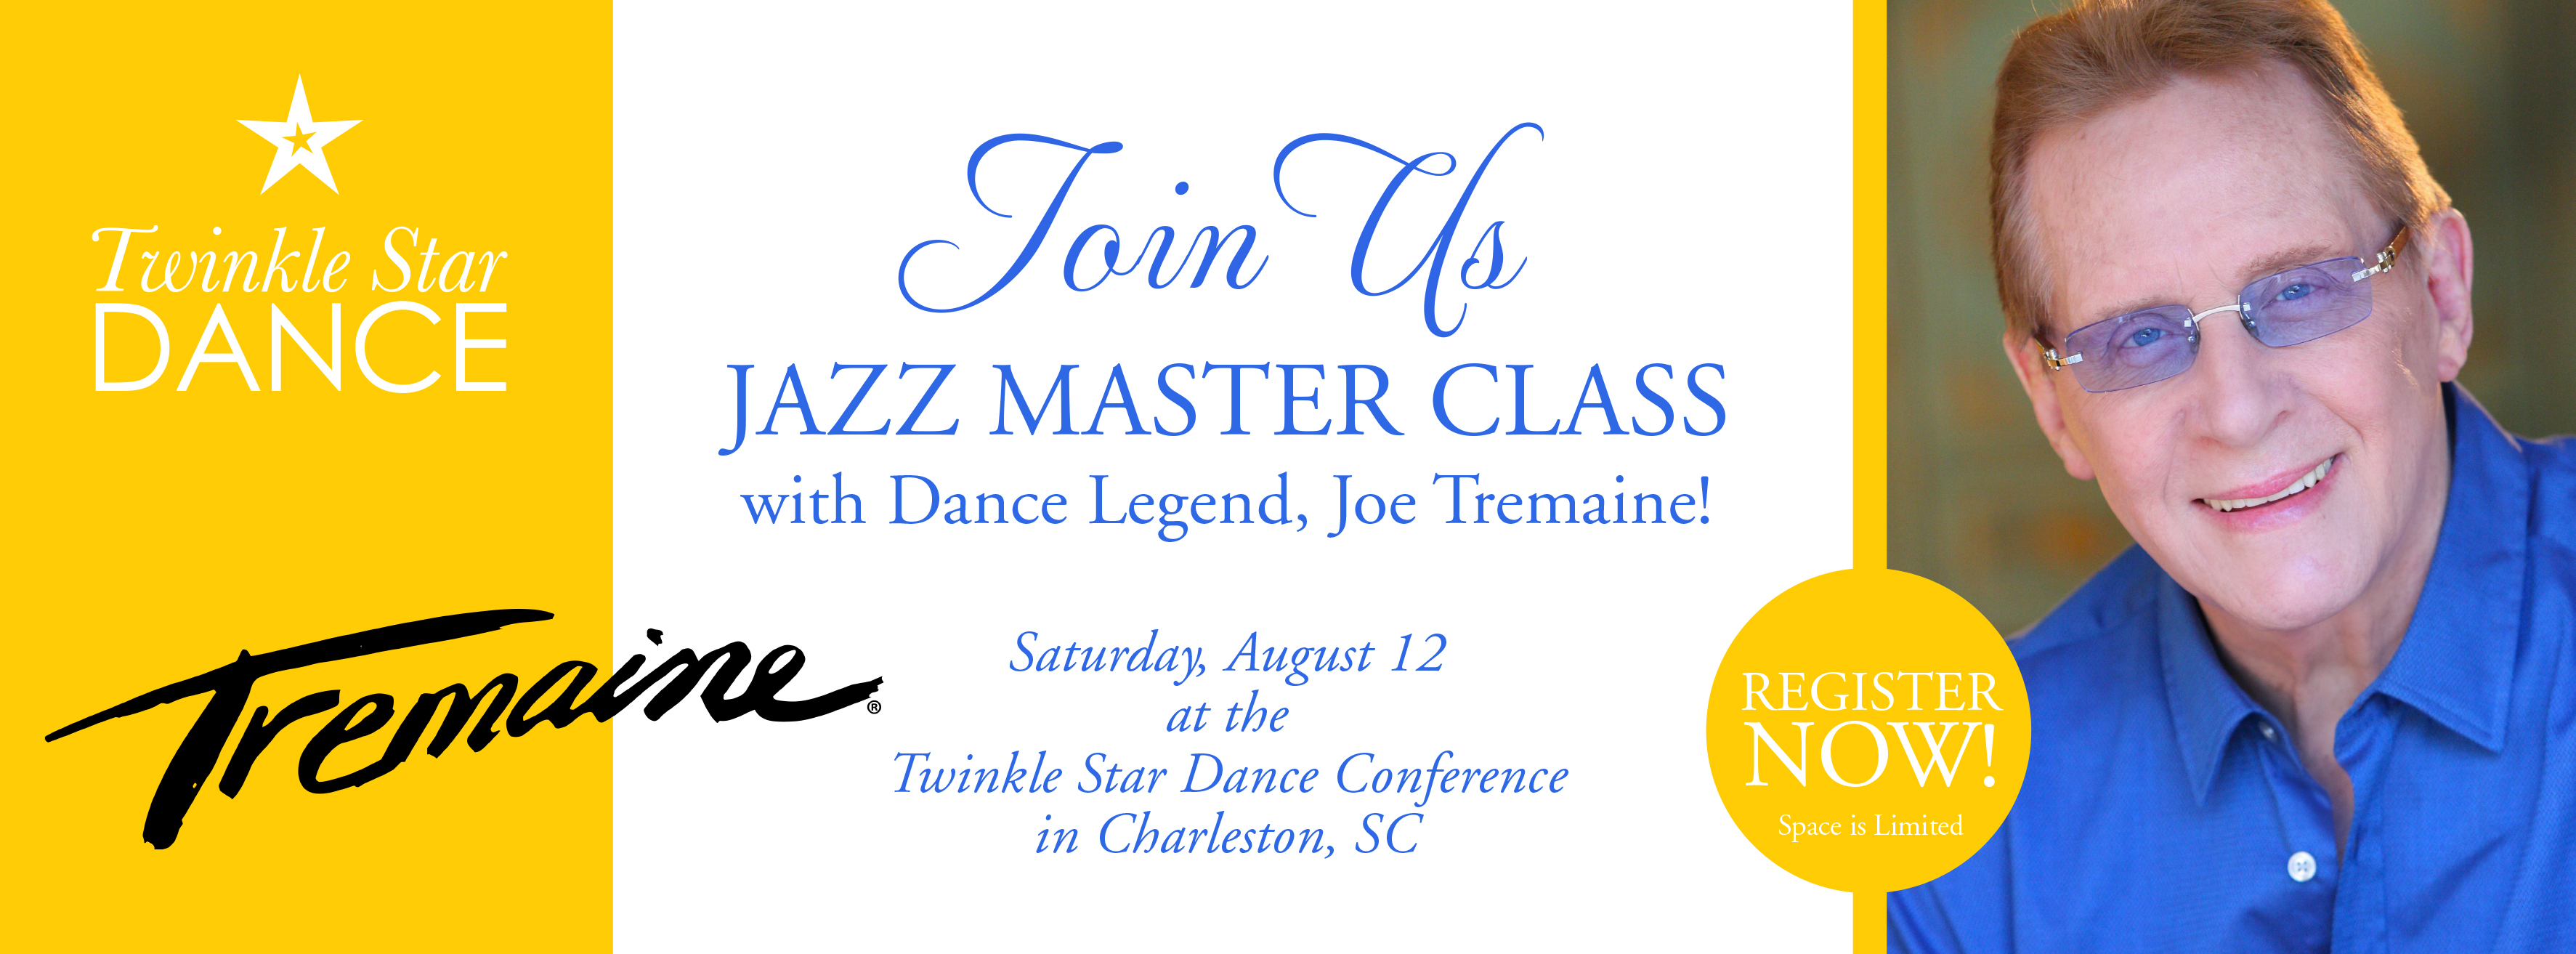 Twinkle Star
DANCE
Tremaine®
Join Us
JAZZ MASTER CLASS
with Dance Legend, Joe Tremaine!
Saturday, August 12
at the
Twinkle Star Dance Conference
in Charleston, SC
REGISTER
NOW!
Space is Limited